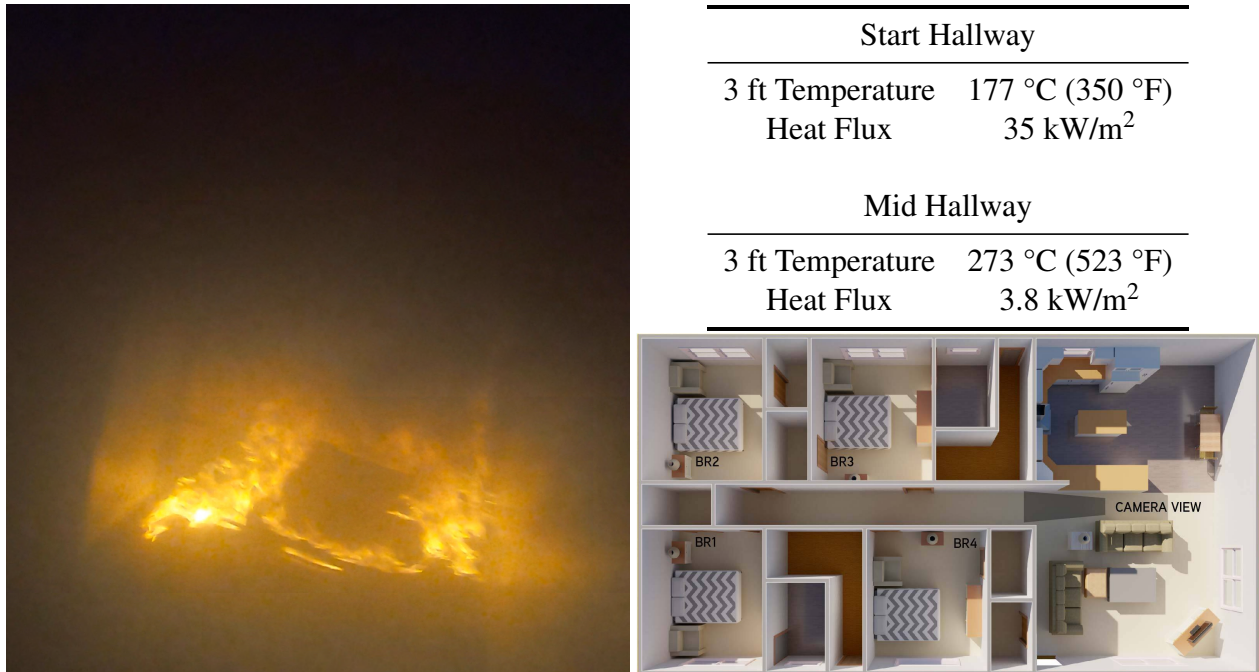 Start Hallway
3 ft Temperature 177 °C (350 °F)
Heat Flux 35 kW/m²
Mid Hallway
3 ft Temperature 273 °C (523 °F)
Heat Flux 3.8 kW/m²
BR2
BR3
CAMERA VIEW
BR1
BR4